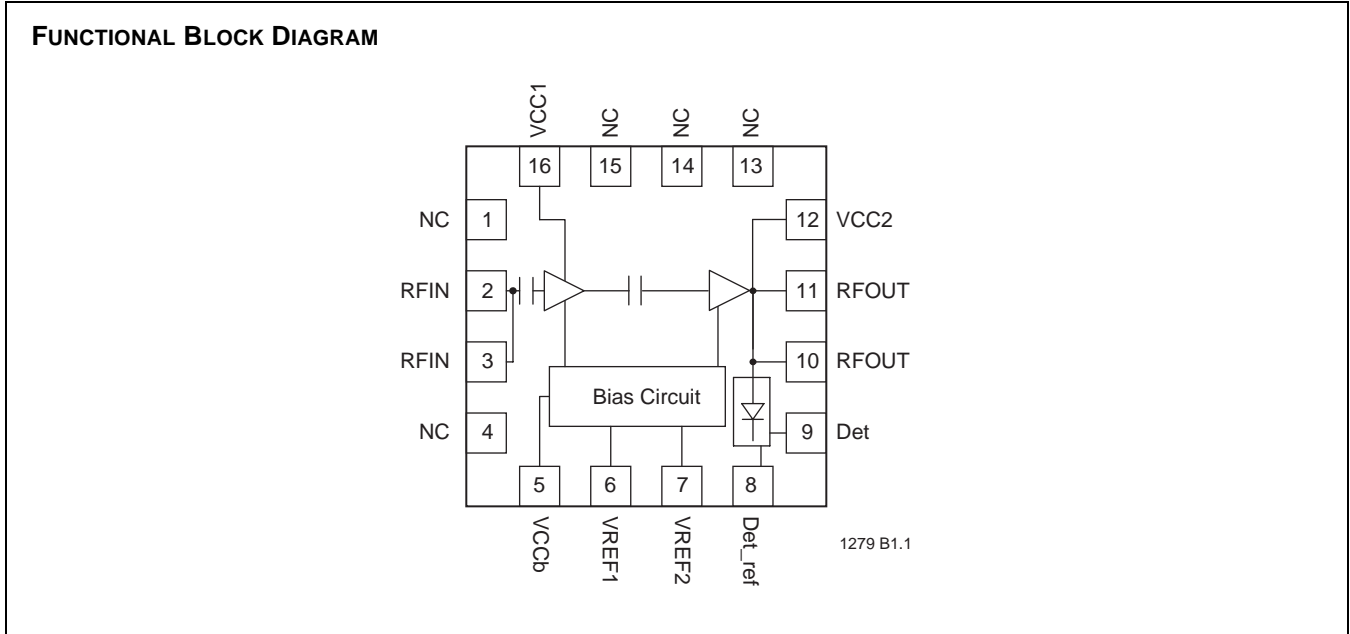 FUNCTIONAL BLOCK DIAGRAM
VCC1
NC
NC
NC
16
15
14
13
NC 1
12 VCC2
RFIN 2
11 RFOUT
RFIN 3
10 RFOUT
Bias Circuit
NC 4
9 Det
5
6
7
8
VCCb
VREF1
VREF2
Det_ref
1279 B1.1